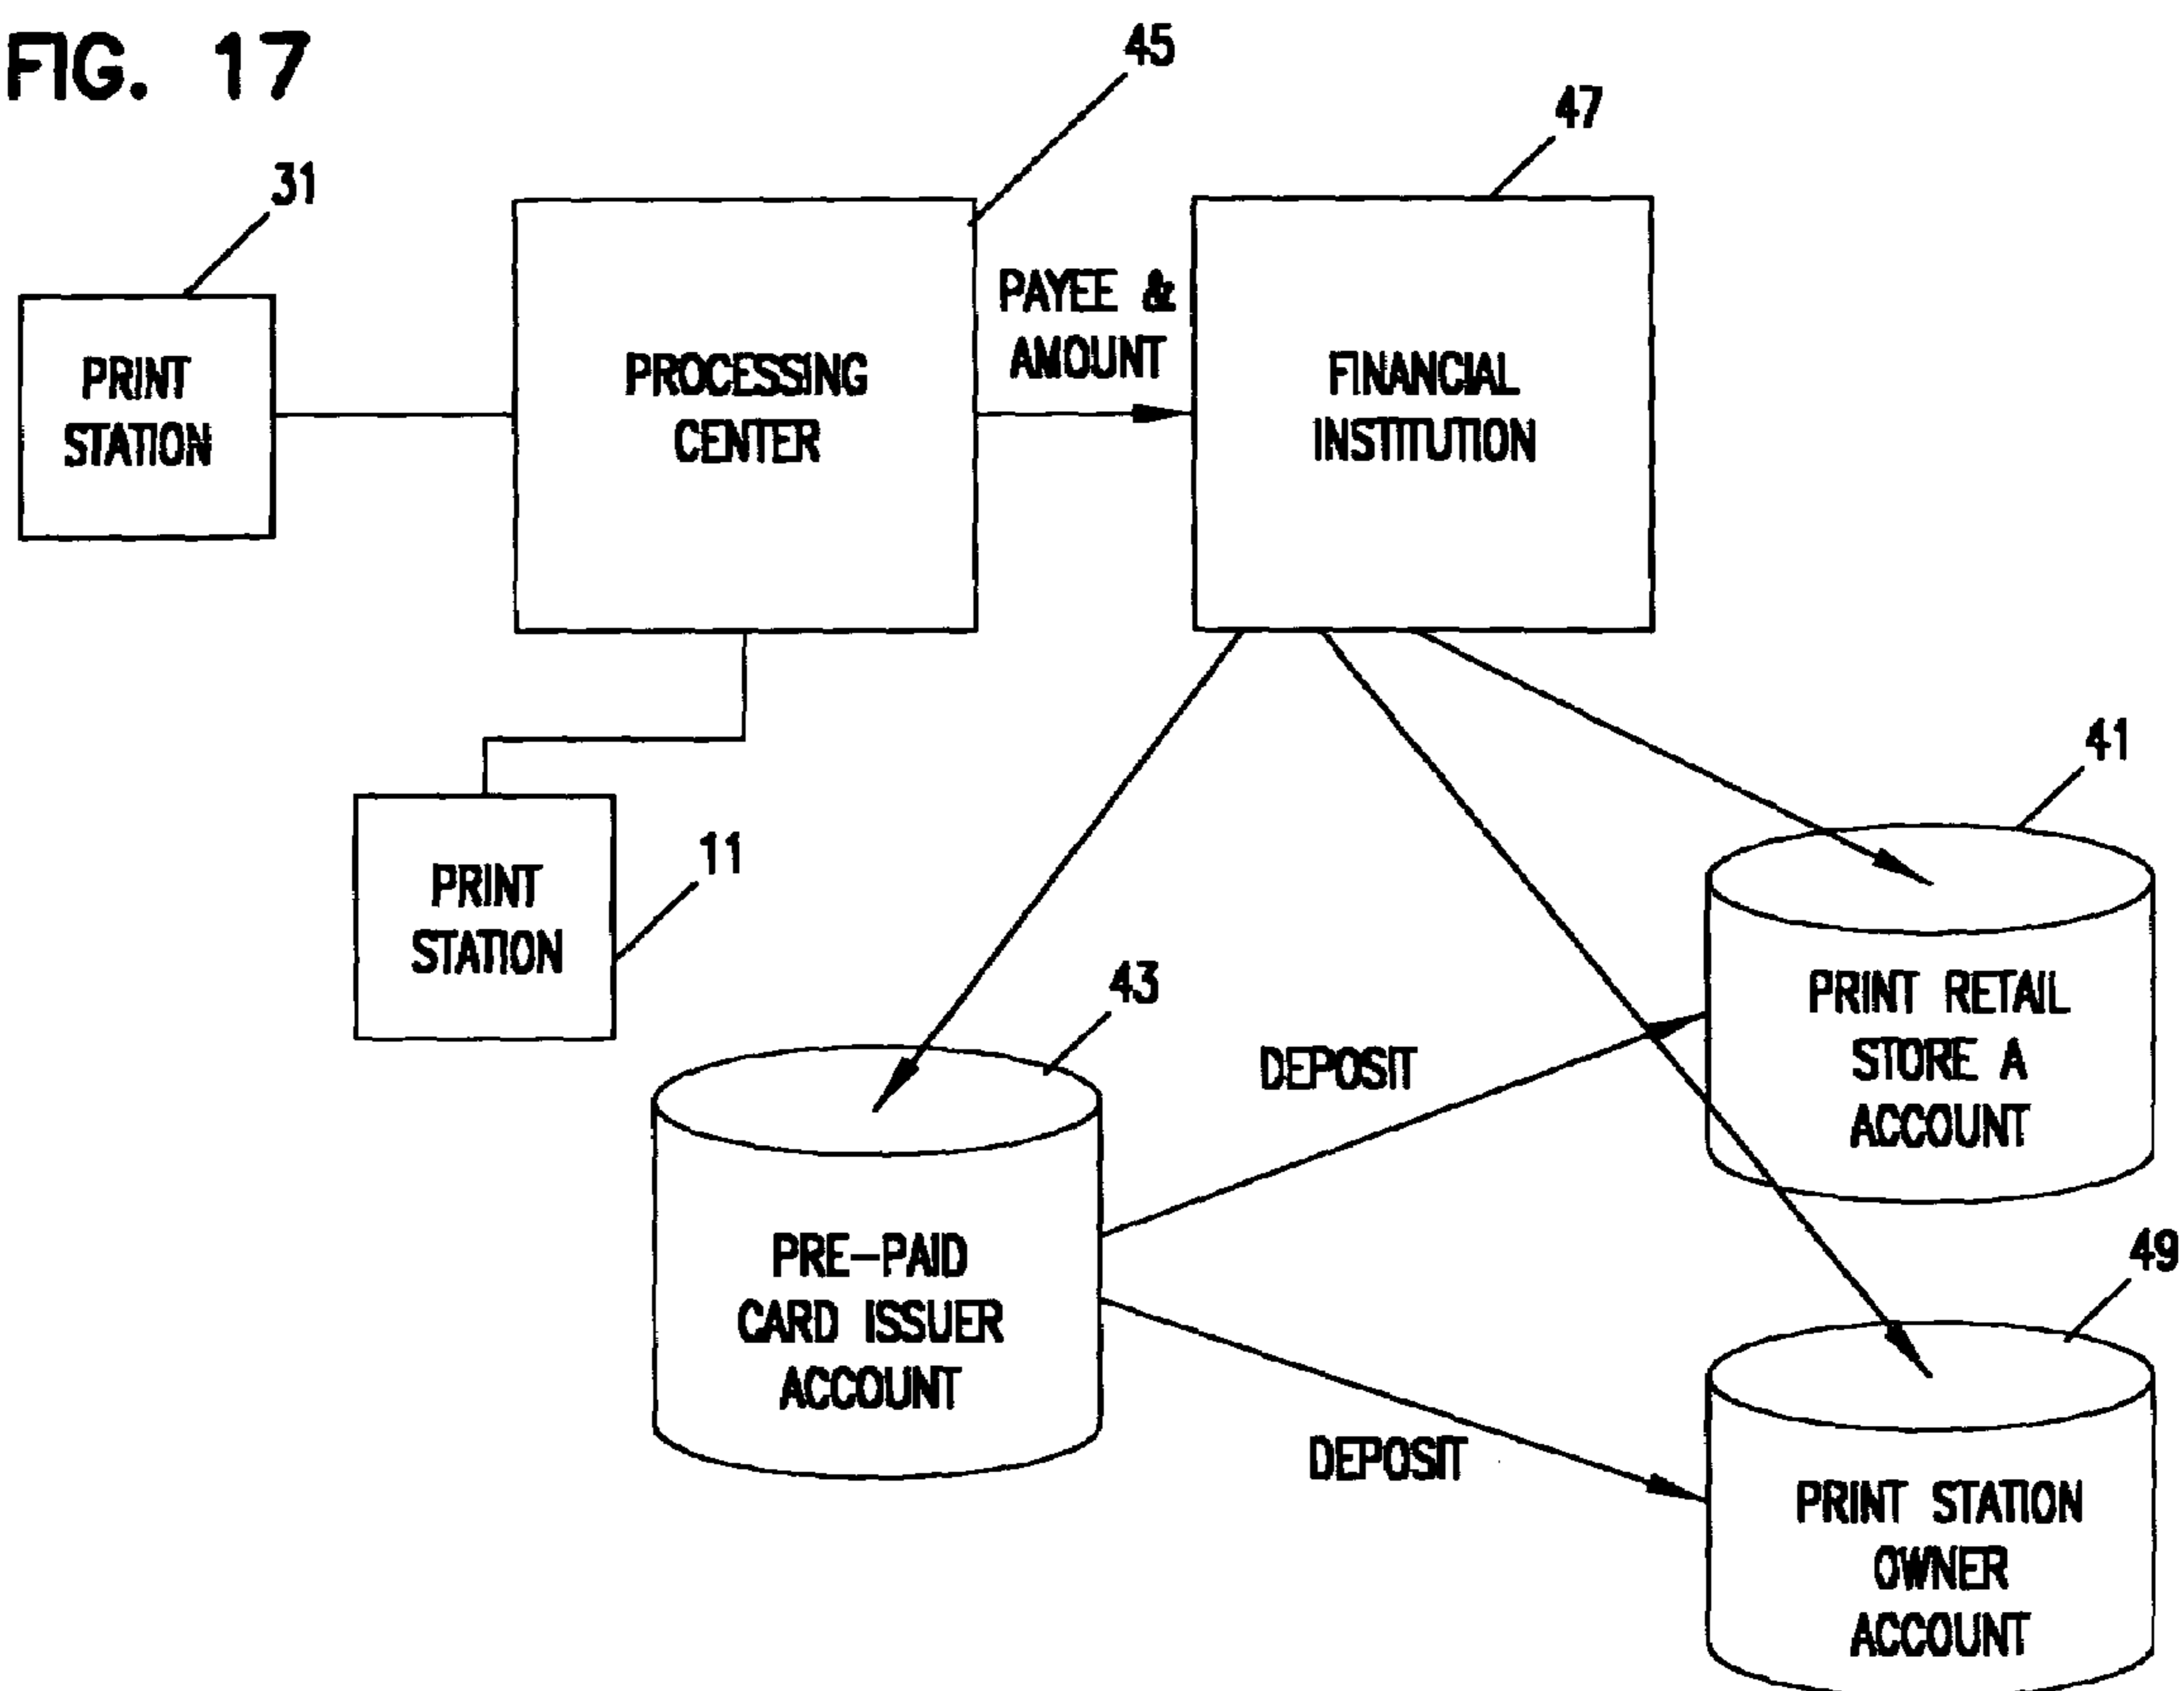 FIG. 17
45
47
31
PRINT
STATION
PROCESSING
CENTER
PAYEE &
AMOUNT
FINANCIAL
INSTITUTION
41
11
PRINT
STATION
43
PRINT RETAIL
STORE A
ACCOUNT
DEPOSIT
49
PRE-PAID
CARD ISSUER
ACCOUNT
DEPOSIT
PRINT STATION
OWNER
ACCOUNT